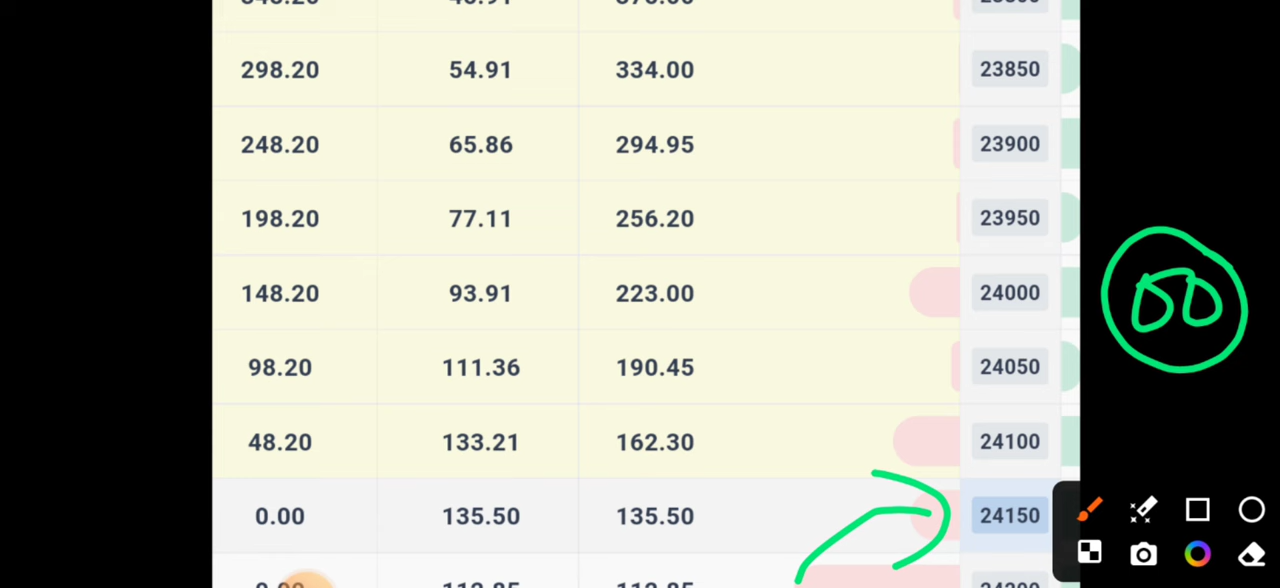 298.20 54.91 334.00 23850
248.20 65.86 294.95 23900
198.20 77.11 256.20 23950
148.20 93.91 223.00 24000
98.20 111.36 190.45 24050
48.20 133.21 162.30 24100
0.00 135.50 135.50 24150